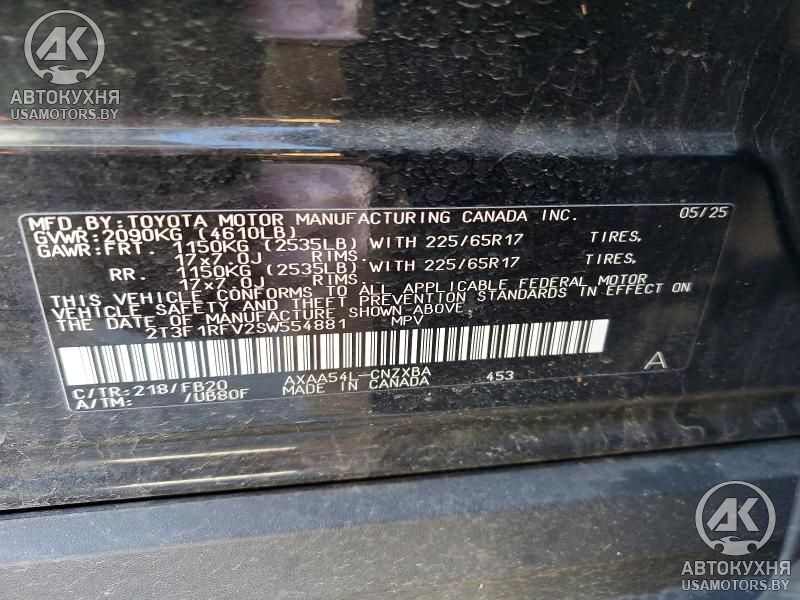 AK
АВТОКУХНЯ
USAMOTORS.BY
MFD BY: TOYOTA MOTOR MANUFACTURING CANADA INC. 05/25
GVWR: 2090KG (4610LB)
GAWR: FRT. 1150KG (2535LB) WITH 225/65R17 TIRES,
17x7.0J RIMS.
RR. 1150KG (2535LB) WITH 225/65R17 TIRES,
17x7.0J RIMS.
THIS VEHICLE CONFORMS TO ALL APPLICABLE FEDERAL MOTOR
VEHICLE SAFETY AND THEFT PREVENTION STANDARDS IN EFFECT ON
THE DATE OF MANUFACTURE SHOWN ABOVE.
2T3F1RFV2SW554881 MPV
C/TR: 218/FB20 AXAA54L-CNZXBA 453 A
A/TM: /UB80F MADE IN CANADA
AK
АВТОКУХНЯ
USAMOTORS.BY